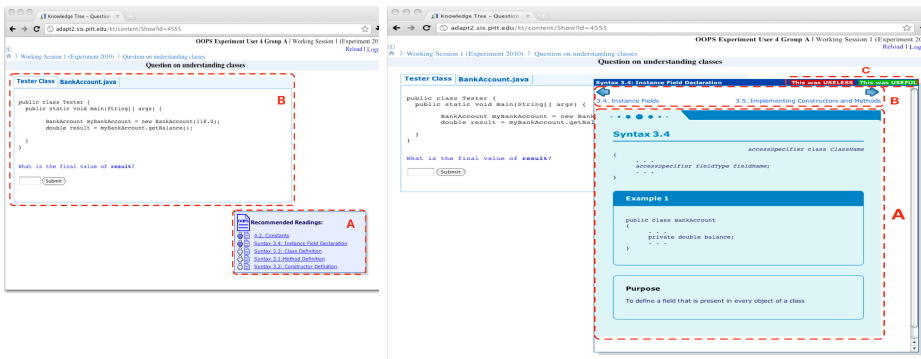 Knowledge Tree - Question
adapt2.sis.pitt.edu/kt/content/Show?id=4555
OOPS Experiment User 4 Group A | Working Session 1 (Experiment
Reload | Log
Working Session 1 (Experiment 2010) 〉 Question on understanding classes
Question on understanding classes
Tester Class BankAccount.java
B
public class Tester {
public static void main(String[] args) {
BankAccount myBankAccount = new BankAccount(118.0);
double result = myBankAccount.getBalance();
}
}
What is the final value of result?
Submit
Recommended Readings:
A
4.2. Constants
Syntax 3.4: Instance Field Declaration
Syntax 3.3: Class Definition
Syntax 3.1:Method Definition
Syntax 3.2: Constructor Definition
Knowledge Tree - Question
adapt2.sis.pitt.edu/kt/content/Show?id=4555
OOPS Experiment User 4 Group A | Working Session 1 (Experiment 20
Reload | Log
Working Session 1 (Experiment 2010) 〉 Question on understanding classes
Question on understanding classes
C
Tester Class BankAccount.java
Syntax 3.4: Instance Field Declaration This was USELESS This was USEFUL
3.4. Instance Fields 3.5. Implementing Constructors and Methods
B
public class Tester {
public static void main(String[] args) {
BankAccount myBankAccount = new B
double result = myBankAccount.getBal
}
}
What is the final value of result?
Submit
Syntax 3.4
accessSpecifier class ClassName
{
. . .
accessSpecifier fieldType fieldName;
. . .
}
Example 1
A
public class BankAccount
{
. . .
private double balance;
. . .
}
Purpose
To define a field that is present in every object of a class